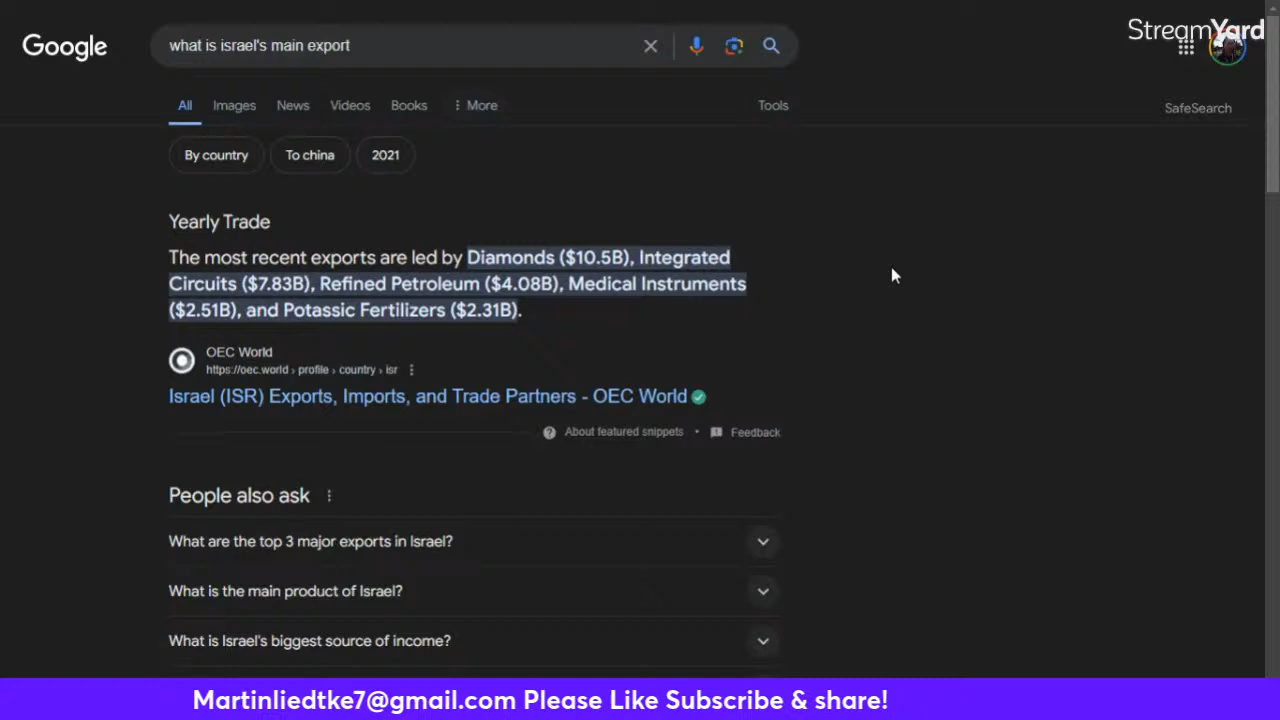 StreamYard
Google
what is israel's main export
All Images News Videos Books More Tools
SafeSearch
By country To china 2021
Yearly Trade
The most recent exports are led by Diamonds ($10.5B), Integrated
Circuits ($7.83B), Refined Petroleum ($4.08B), Medical Instruments
($2.51B), and Potassic Fertilizers ($2.31B).
OEC World
https://oec.world › profile › country › isr
Israel (ISR) Exports, Imports, and Trade Partners - OEC World
About featured snippets • Feedback
People also ask
What are the top 3 major exports in Israel?
What is the main product of Israel?
What is Israel's biggest source of income?
Martinliedtke7@gmail.com Please Like Subscribe & share!